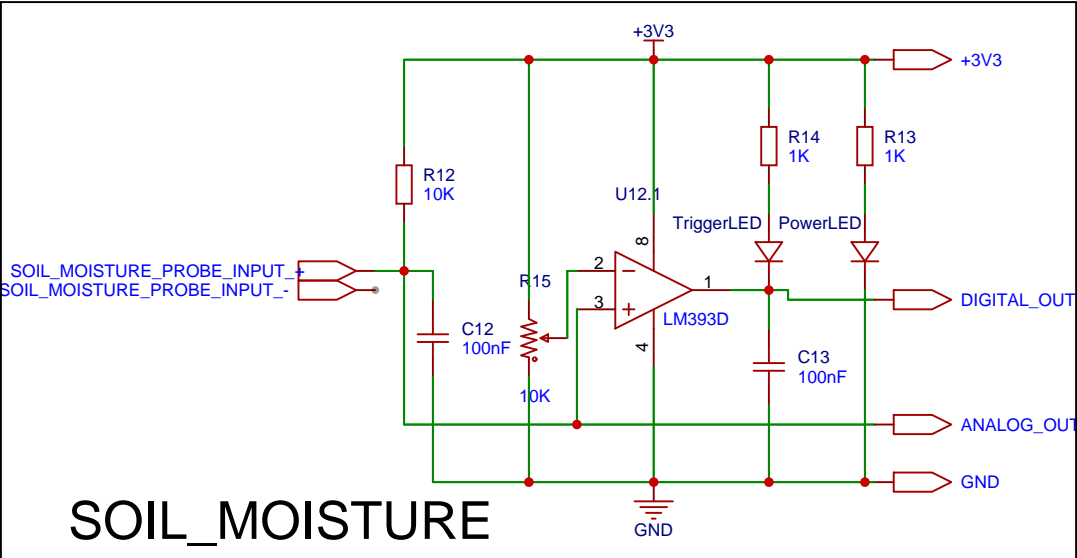 +3V3
+3V3
R14
1K
R13
1K
R12
10K
U12.1
TriggerLED
PowerLED
8
SOIL_MOISTURE_PROBE_INPUT_+
SOIL_MOISTURE_PROBE_INPUT_-
2
R15
3
1
LM393D
DIGITAL_OUT
C12
100nF
4
C13
100nF
10K
ANALOG_OUT
GND
SOIL_MOISTURE
GND